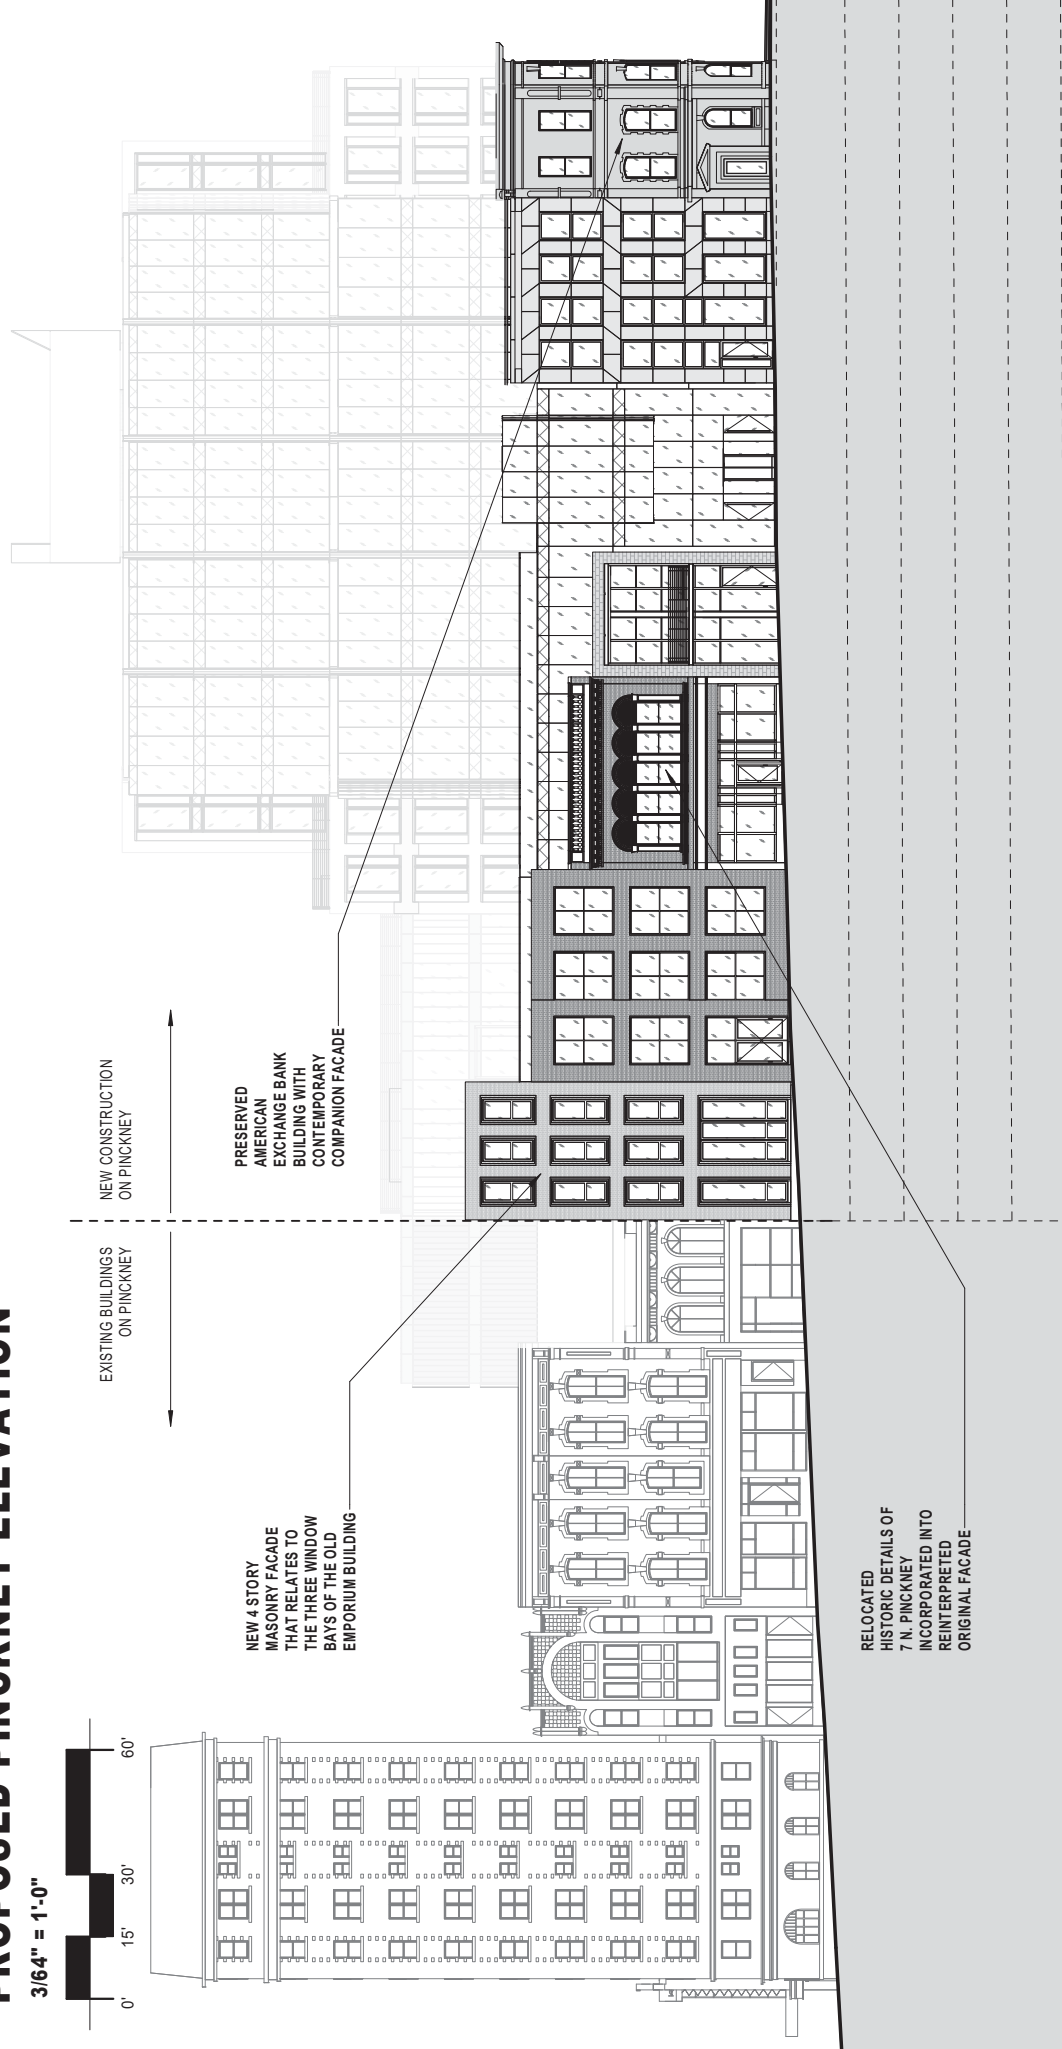 PROPOSED PINCKNEY ELEVATION
3/64" = 1'-0"
0'
15'
30'
60'
EXISTING BUILDINGS
ON PINCKNEY
NEW CONSTRUCTION
ON PINCKNEY
NEW 4 STORY
MASONRY FACADE
THAT RELATES TO
THE THREE WINDOW
BAYS OF THE OLD
EMPORIUM BUILDING
PRESERVED
AMERICAN
EXCHANGE BANK
BUILDING WITH
CONTEMPORARY
COMPANION FACADE
RELOCATED
HISTORIC DETAILS OF
7 N. PINCKNEY
INCORPORATED INTO
REINTERPRETED
ORIGINAL FACADE